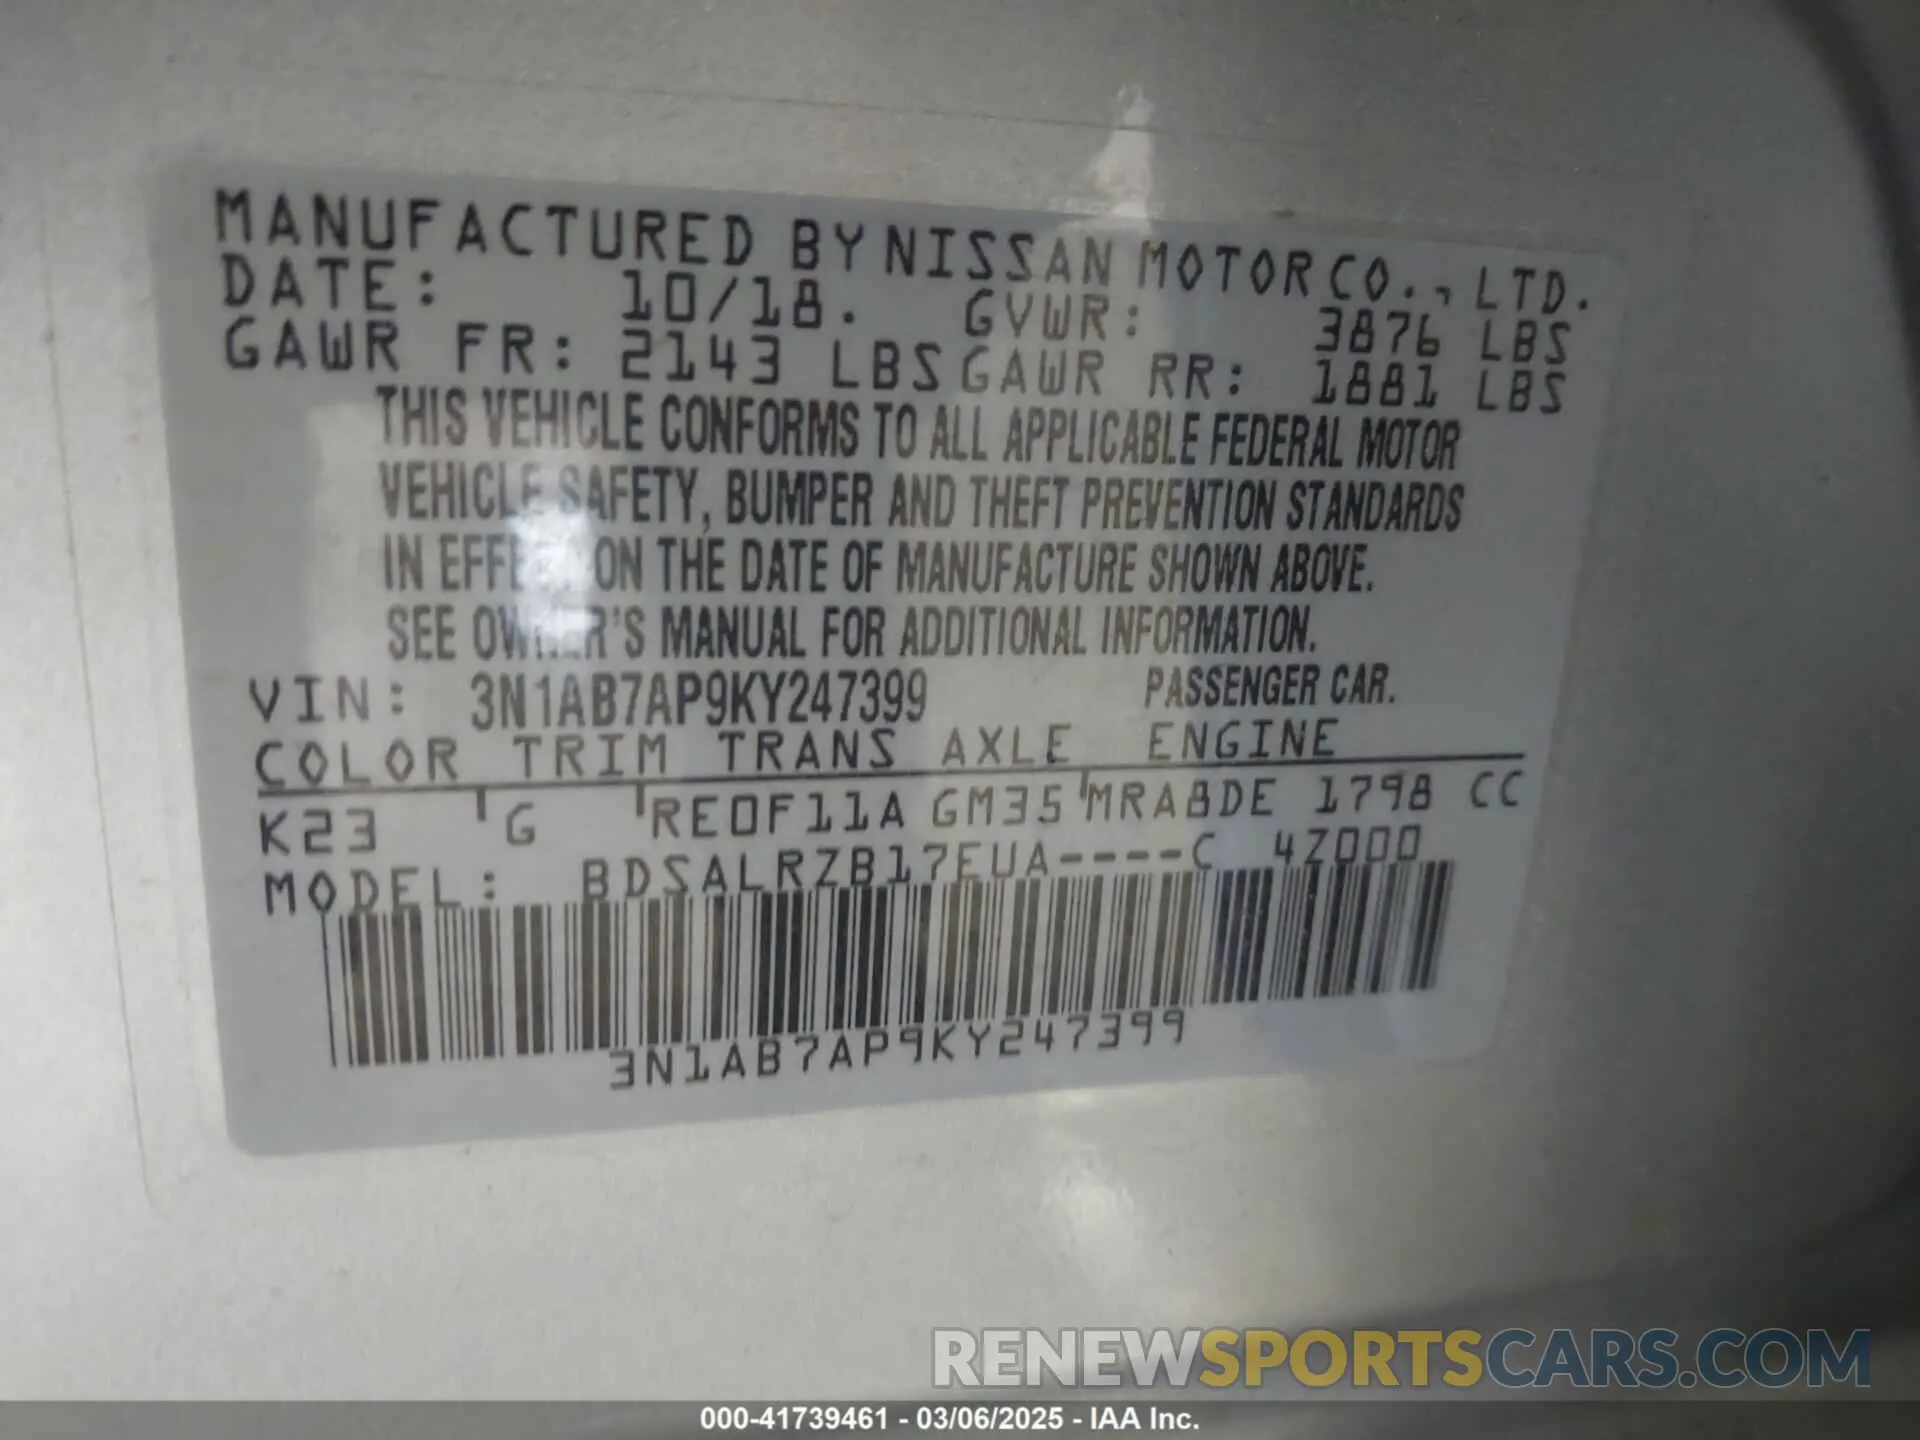 MANUFACTURED BY NISSAN MOTOR CO., LTD.
DATE: 10/18. GVWR: 3876 LBS
GAWR FR: 2143 LBS GAWR RR: 1881 LBS
THIS VEHICLE CONFORMS TO ALL APPLICABLE FEDERAL MOTOR
VEHICLE SAFETY, BUMPER AND THEFT PREVENTION STANDARDS
IN EFFECT ON THE DATE OF MANUFACTURE SHOWN ABOVE.
SEE OWNER'S MANUAL FOR ADDITIONAL INFORMATION.
VIN: 3N1AB7AP9KY247399 PASSENGER CAR.
COLOR TRIM TRANS AXLE ENGINE
K23 G RE0F11A GM35 MRA8DE 1798 CC
MODEL: BDSALRZB17EUA----C 4Z000
3N1AB7AP9KY247399
RENEWSPORTSCARS.COM
000-41739461 - 03/06/2025 - IAA Inc.